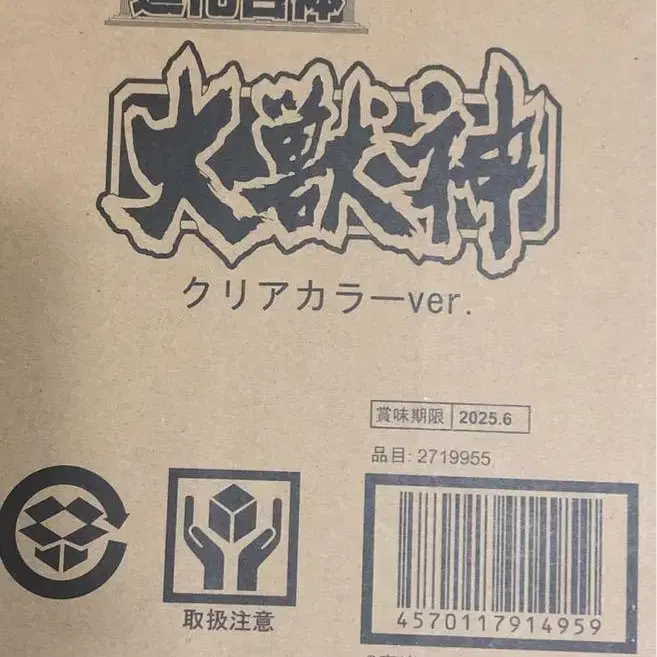 大獣神
クリアカラーver.
賞味期限 2025.6
品目: 2719955
取扱注意
4570117914959